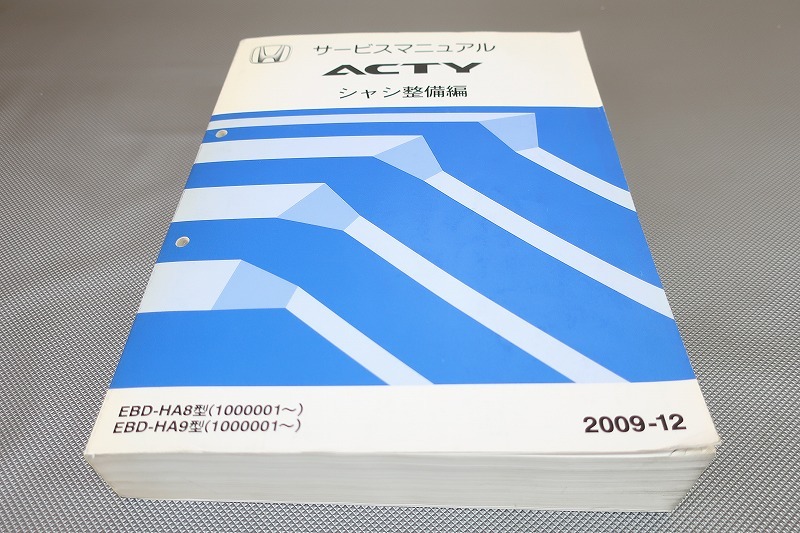 サービスマニュアル
ACTY
シャシ整備編
EBD-HA8型(1000001〜)
EBD-HA9型(1000001〜)
2009-12